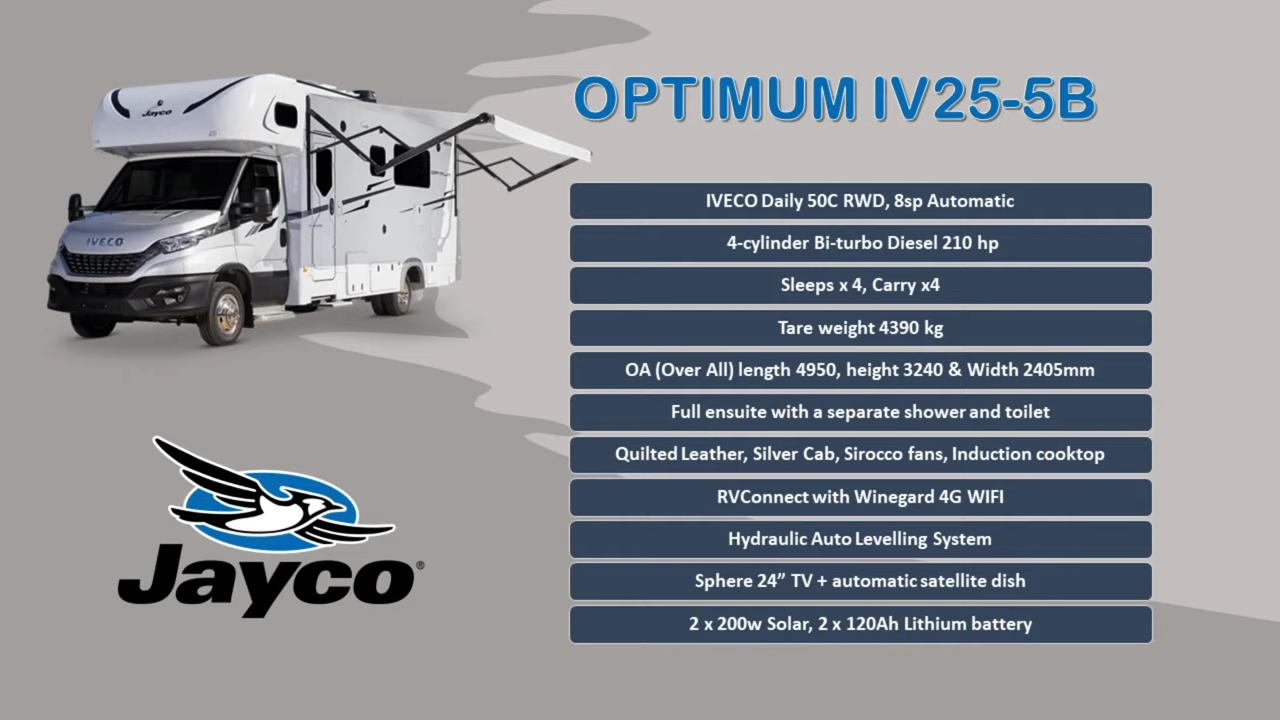 OPTIMUM IV25-5B
Jayco
IVECO
IVECO Daily 50C RWD, 8sp Automatic
4-cylinder Bi-turbo Diesel 210 hp
Sleeps x 4, Carry x4
Tare weight 4390 kg
OA (Over All) length 4950, height 3240 & Width 2405mm
Full ensuite with a separate shower and toilet
Quilted Leather, Silver Cab, Sirocco fans, Induction cooktop
RVConnect with Winegard 4G WIFI
Hydraulic Auto Levelling System
Sphere 24” TV + automatic satellite dish
2 x 200w Solar, 2 x 120Ah Lithium battery
Jayco®